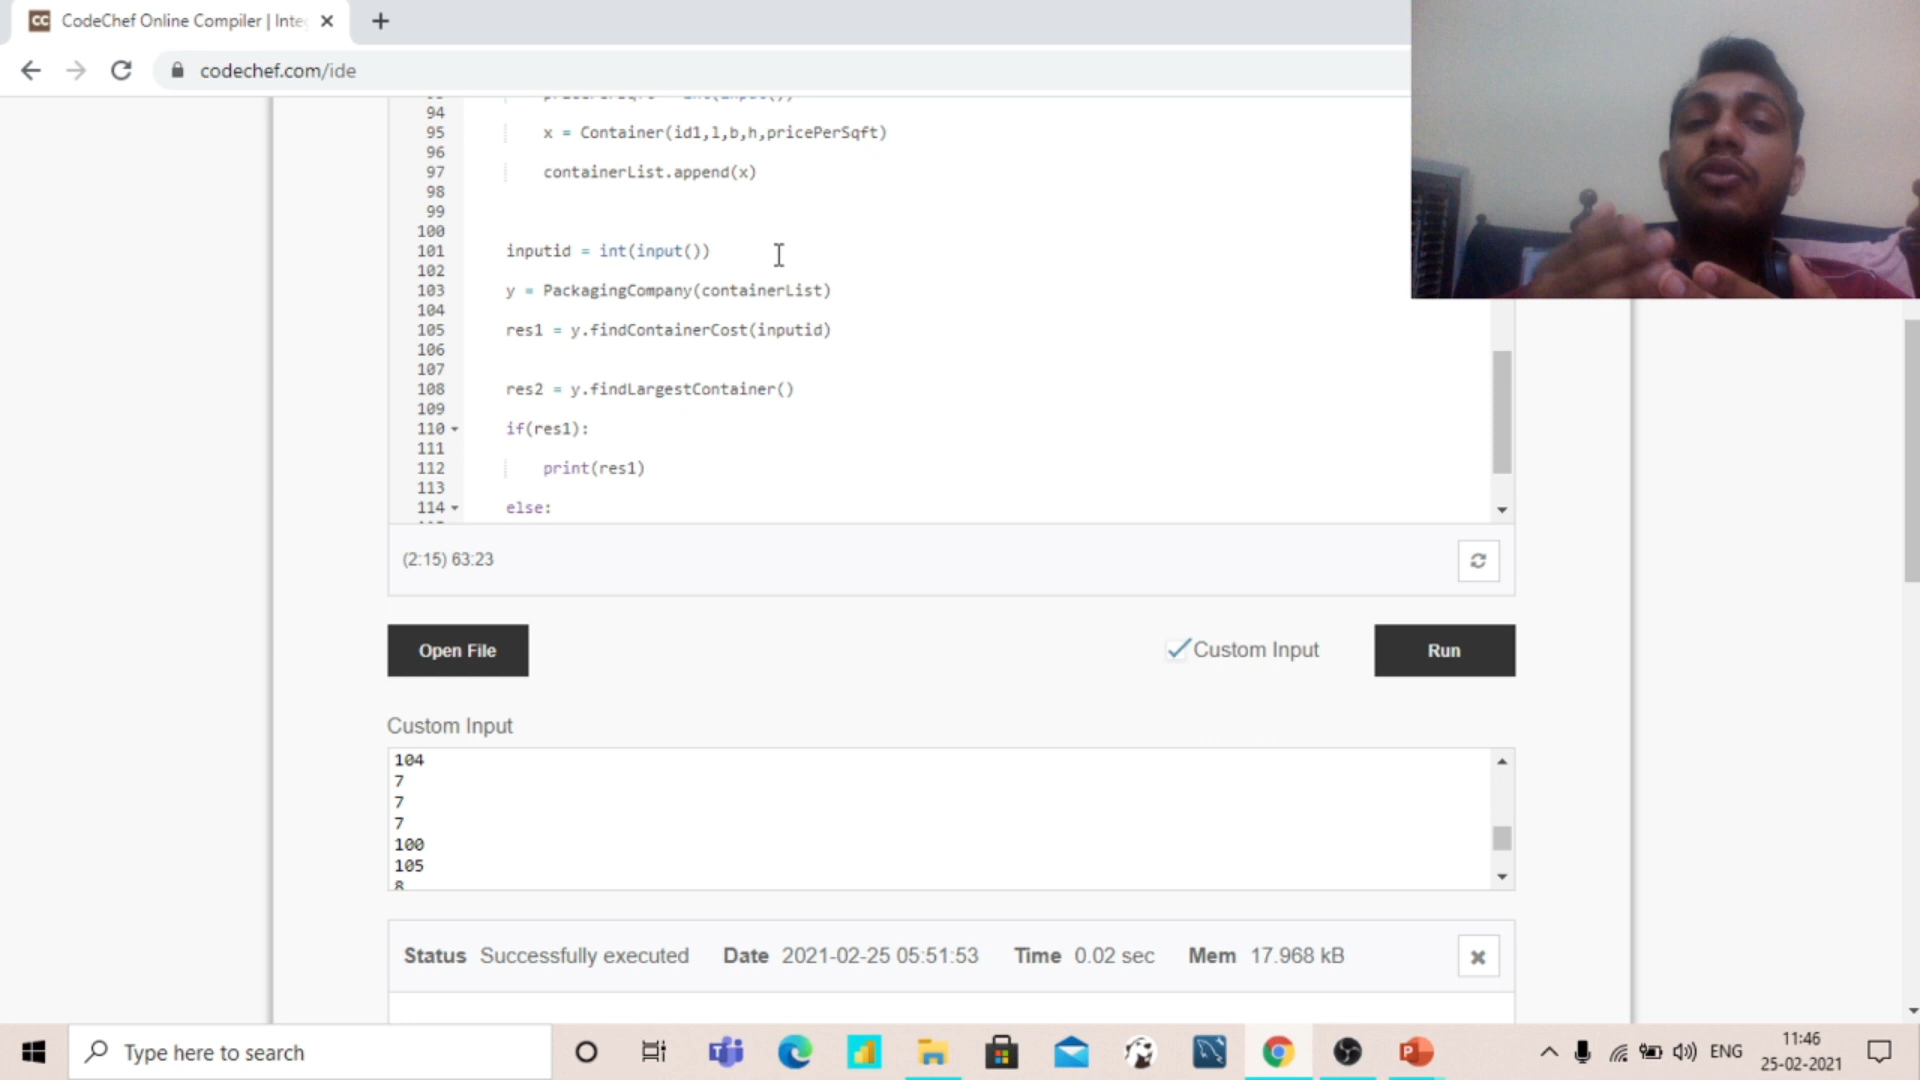 CC CodeChef Online Compiler | Inte
codechef.com/ide
94
95 x = Container(id1,l,b,h,pricePerSqft)
96
97 containerList.append(x)
98
99
100
101 inputid = int(input())
102
103 y = PackagingCompany(containerList)
104
105 res1 = y.findContainerCost(inputid)
106
107
108 res2 = y.findLargestContainer()
109
110 if(res1):
111
112 print(res1)
113
114 else:
(2:15) 63:23
Open File
Custom Input
Run
Custom Input
104
7
7
7
100
105
8
Status Successfully executed Date 2021-02-25 05:51:53 Time 0.02 sec Mem 17.968 kB
Type here to search
ENG
11:46
25-02-2021